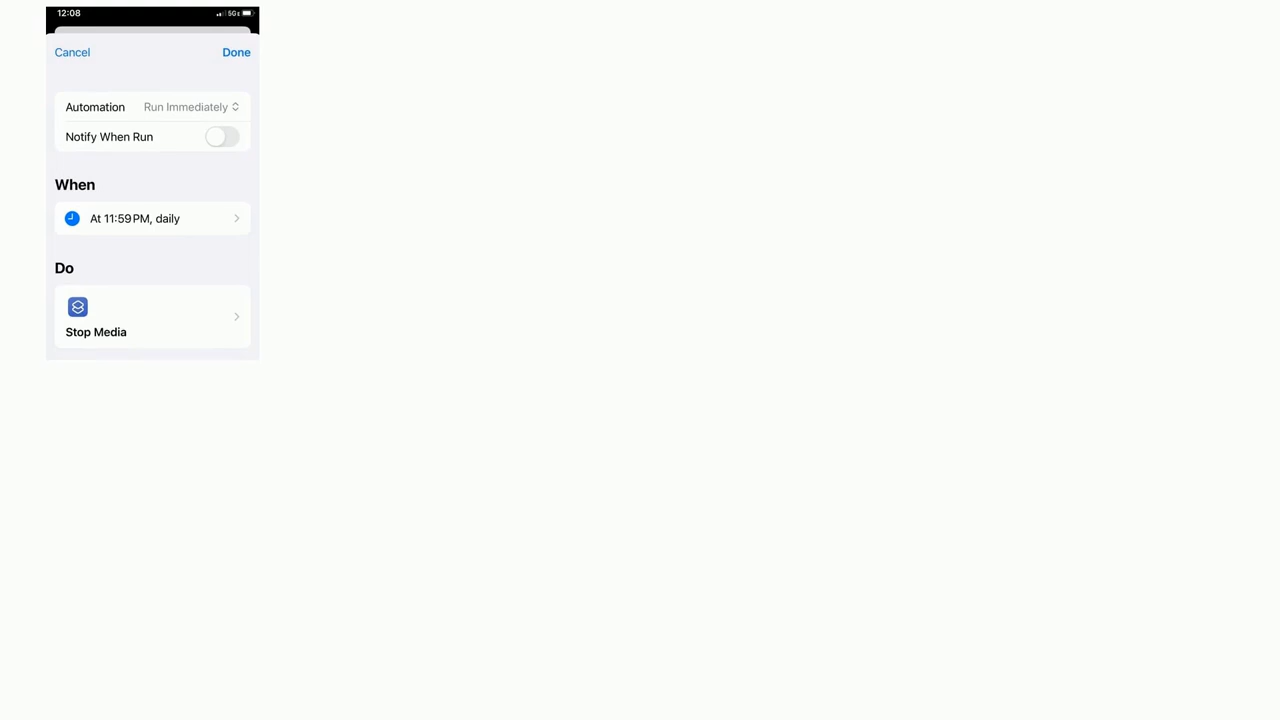 12:08 5GE
Cancel Done
Automation Run Immediately
Notify When Run
When
At 11:59 PM, daily
Do
Stop Media